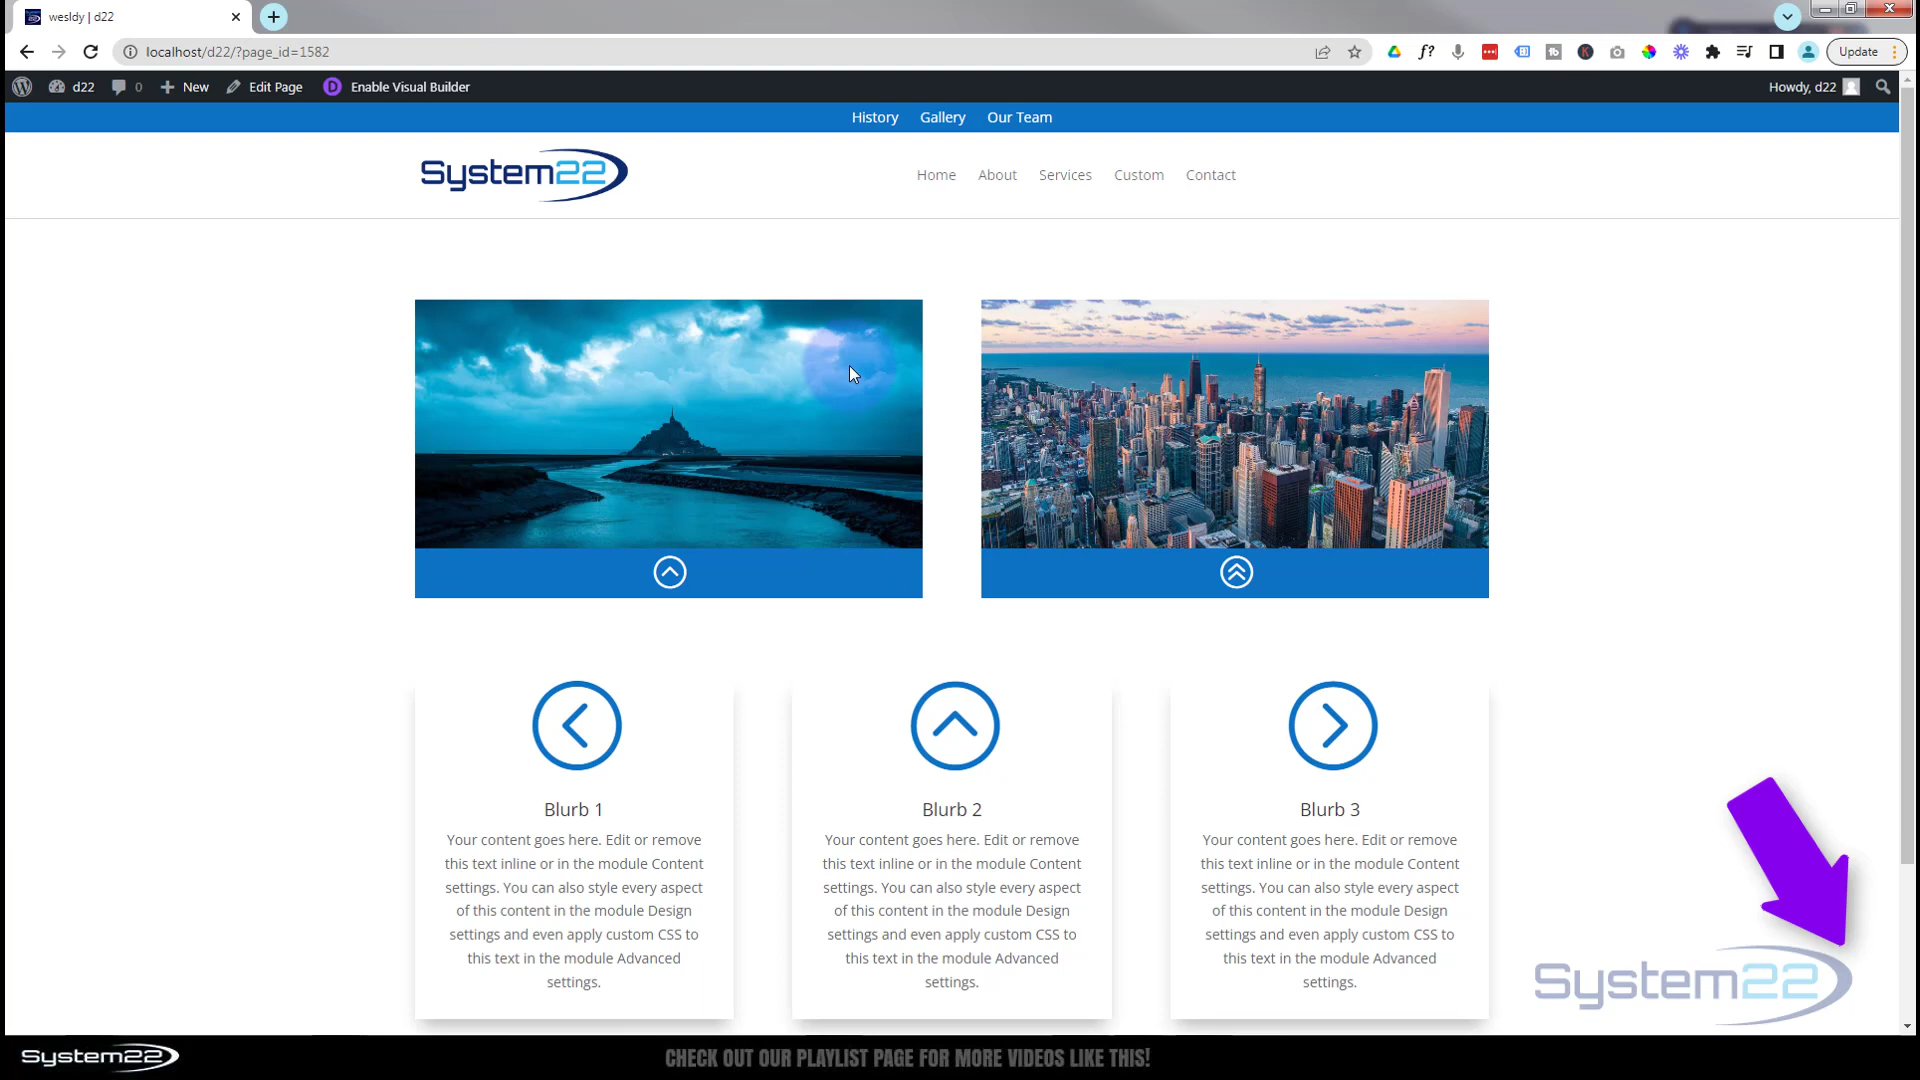 wesldy | d22
localhost/d22/?page_id=1582
Update
d22
0
New
Edit Page
Enable Visual Builder
Howdy, d22
History Gallery Our Team
System22
Home About Services Custom Contact
Blurb 1
Your content goes here. Edit or remove
this text inline or in the module Content
settings. You can also style every aspect
of this content in the module Design
settings and even apply custom CSS to
this text in the module Advanced
settings.
Blurb 2
Your content goes here. Edit or remove
this text inline or in the module Content
settings. You can also style every aspect
of this content in the module Design
settings and even apply custom CSS to
this text in the module Advanced
settings.
Blurb 3
Your content goes here. Edit or remove
this text inline or in the module Content
settings. You can also style every aspect
of this content in the module Design
settings and even apply custom CSS to
this text in the module Advanced
settings.
System22
System22
CHECK OUT OUR PLAYLIST PAGE FOR MORE VIDEOS LIKE THIS!